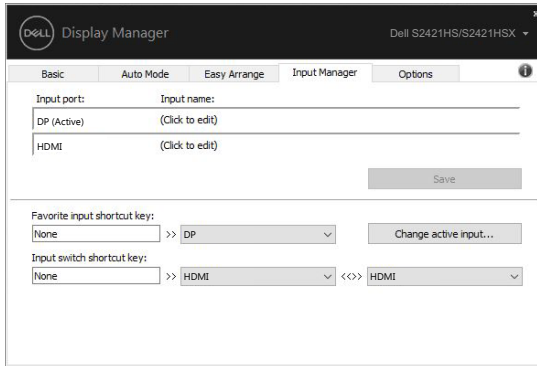 DELL Display Manager
Dell S2421HS/S2421HSX
Basic Auto Mode Easy Arrange Input Manager Options
Input port: Input name:
DP (Active) (Click to edit)
HDMI (Click to edit)
Save
Favorite input shortcut key:
None >> DP Change active input...
Input switch shortcut key:
None >> HDMI <<>> HDMI